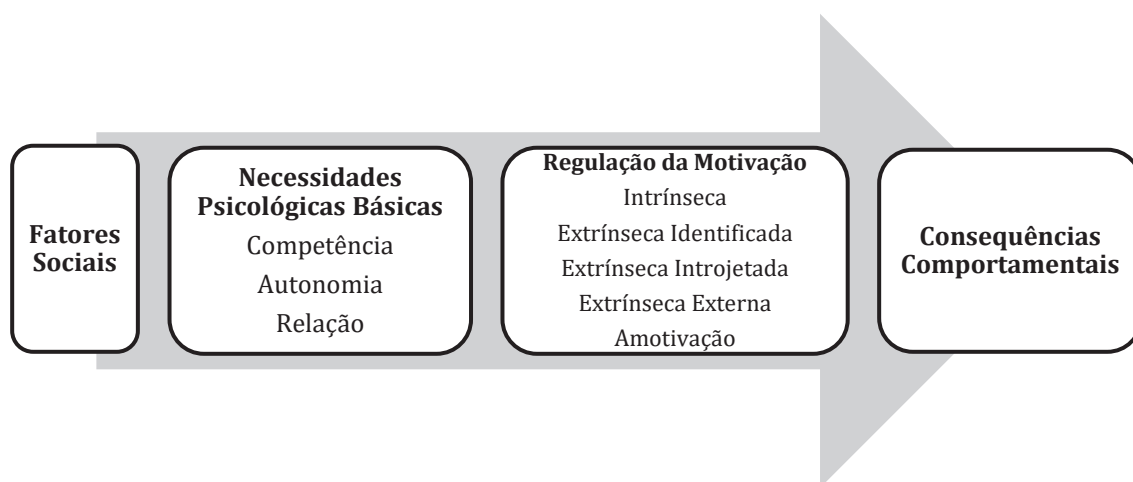 Fatores
Sociais
Necessidades
Psicológicas Básicas
Competência
Autonomia
Relação
Regulação da Motivação
Intrínseca
Extrínseca Identificada
Extrínseca Introjetada
Extrínseca Externa
Amotivação
Consequências
Comportamentais